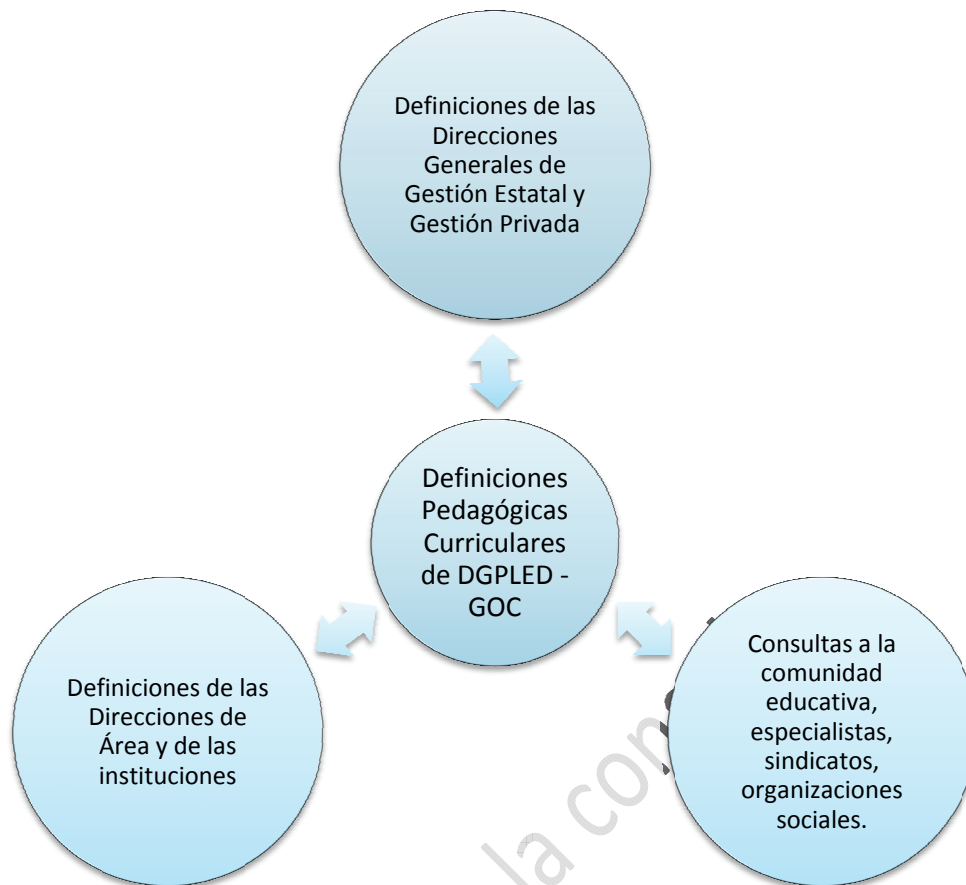 Definiciones de las
Direcciones
Generales de
Gestión Estatal y
Gestión Privada
Definiciones
Pedagógicas
Curriculares
de DGPLED -
GOC
Definiciones de las
Direcciones de
Área y de las
instituciones
Consultas a la
comunidad
educativa,
especialistas,
sindicatos,
organizaciones
sociales.
la